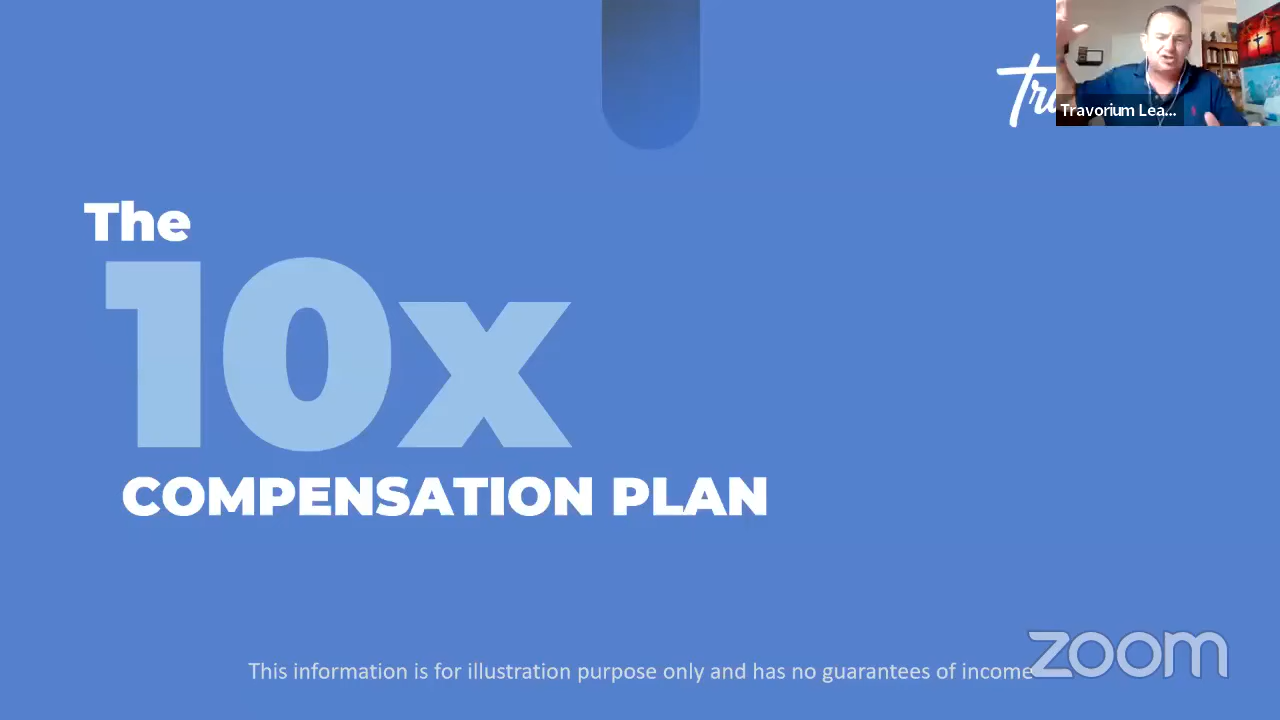 Travorium Lea...
The
10x
COMPENSATION PLAN
This information is for illustration purpose only and has no guarantees of income
zoom